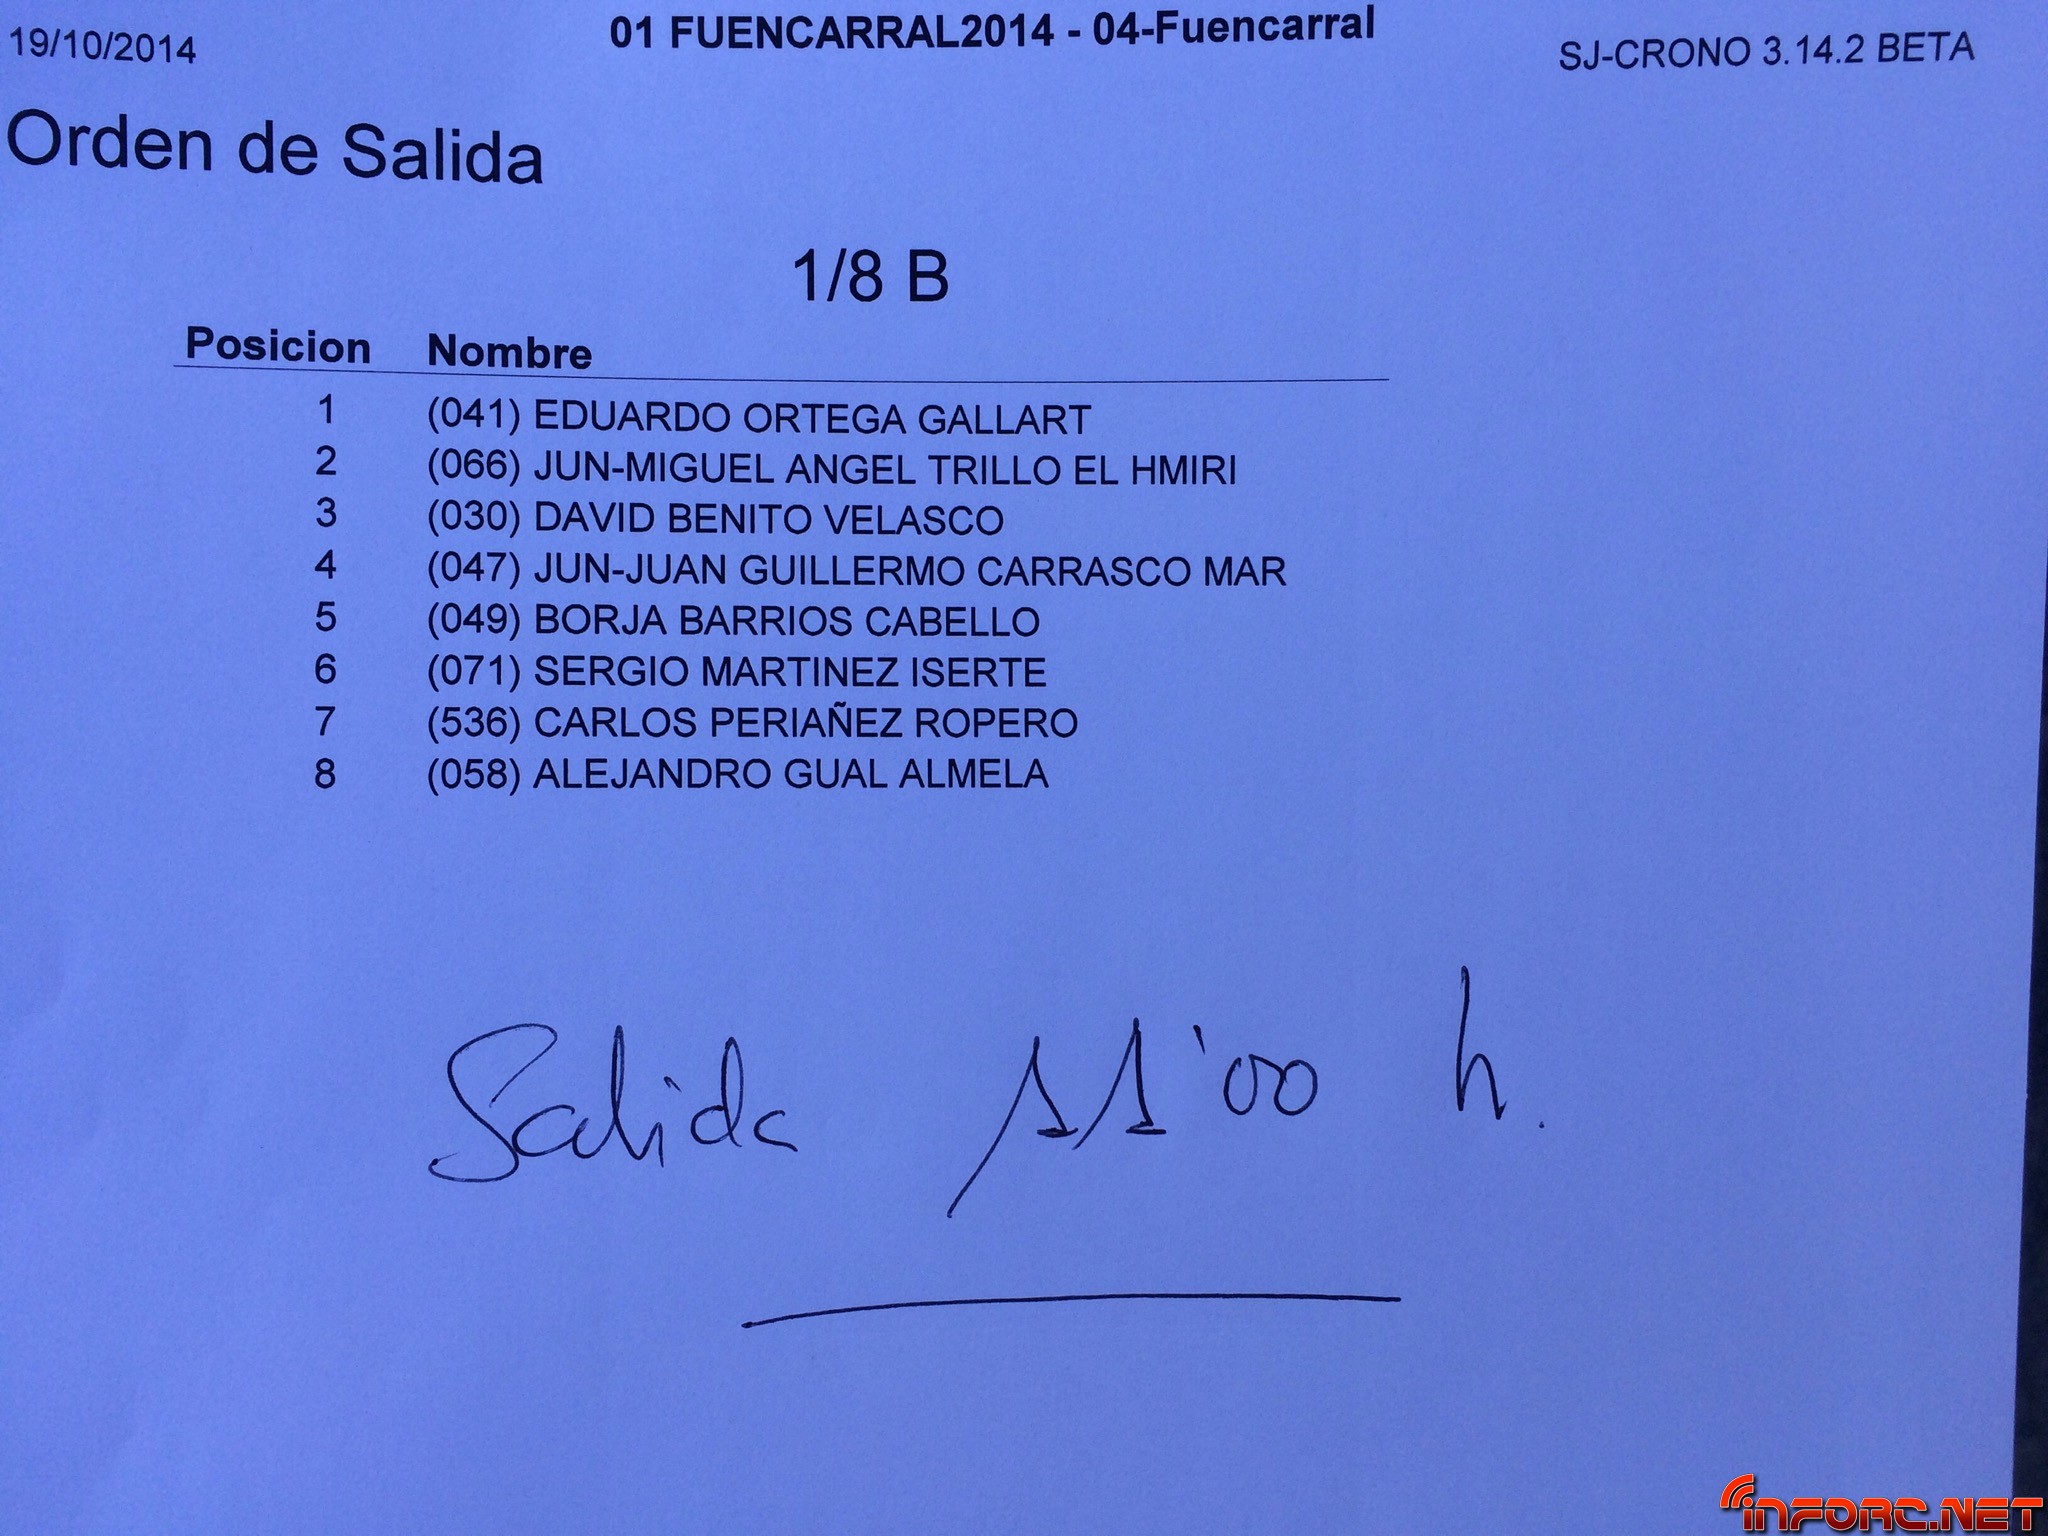 19/10/2014
01 FUENCARRAL2014 - 04-Fuencarral
SJ-CRONO 3.14.2 BETA
Orden de Salida
1/8 B
Posicion Nombre
1 (041) EDUARDO ORTEGA GALLART
2 (066) JUN-MIGUEL ANGEL TRILLO EL HMIRI
3 (030) DAVID BENITO VELASCO
4 (047) JUN-JUAN GUILLERMO CARRASCO MAR
5 (049) BORJA BARRIOS CABELLO
6 (071) SERGIO MARTINEZ ISERTE
7 (536) CARLOS PERIAÑEZ ROPERO
8 (058) ALEJANDRO GUAL ALMELA
Salida 11'00 h.
iNFORC.NET